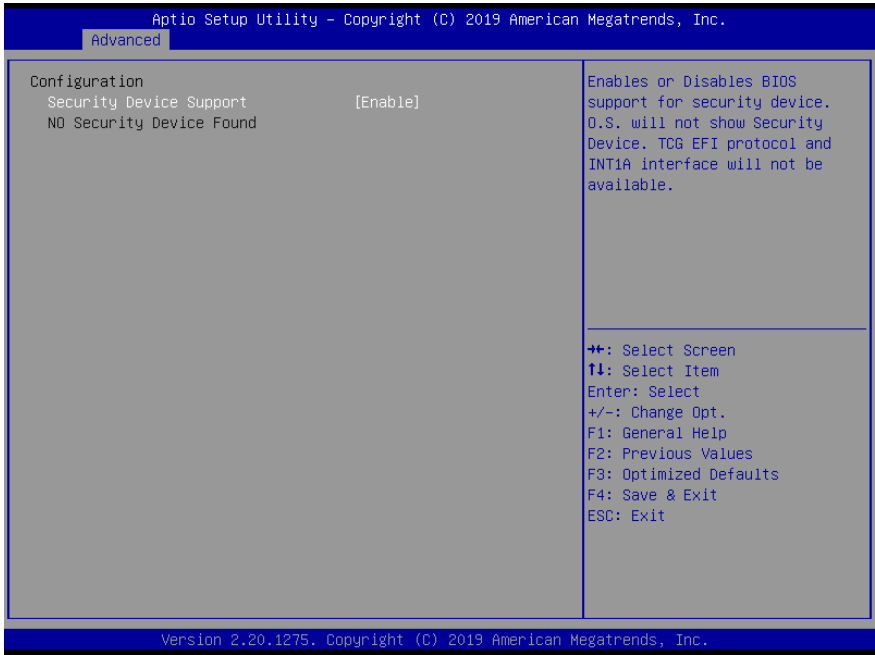 Aptio Setup Utility – Copyright (C) 2019 American Megatrends, Inc.
Advanced
Configuration
Security Device Support [Enable]
NO Security Device Found
Enables or Disables BIOS
support for security device.
O.S. will not show Security
Device. TCG EFI protocol and
INT1A interface will not be
available.
→←: Select Screen
↑↓: Select Item
Enter: Select
+/-: Change Opt.
F1: General Help
F2: Previous Values
F3: Optimized Defaults
F4: Save & Exit
ESC: Exit
Version 2.20.1275. Copyright (C) 2019 American Megatrends, Inc.